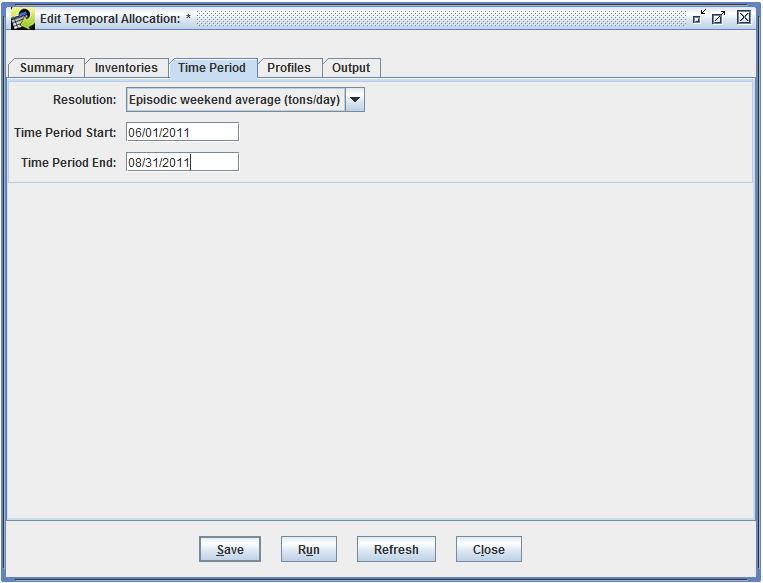 Edit Temporal Allocation: *
Summary Inventories Time Period Profiles Output
Resolution: Episodic weekend average (tons/day)
Time Period Start: 06/01/2011
Time Period End: 08/31/2011
Save Run Refresh Close